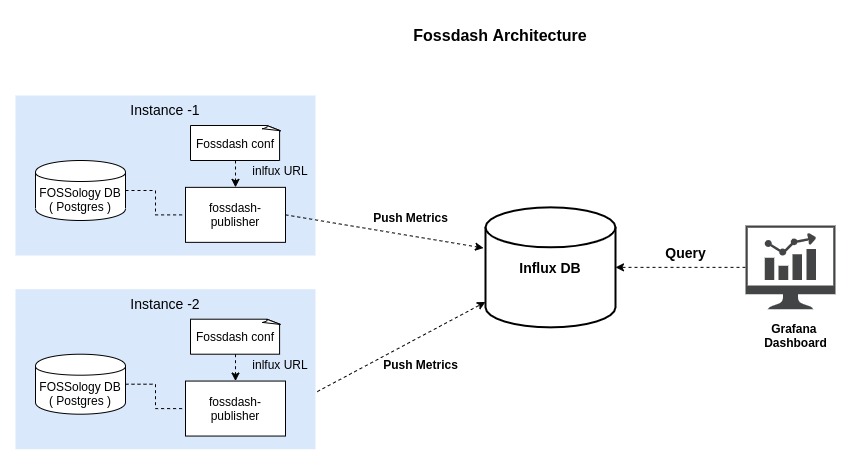 Fossdash Architecture
Instance -1
Fossdash conf
inlfux URL
FOSSology DB
( Postgres )
fossdash-
publisher
Push Metrics
Instance -2
Fossdash conf
inlfux URL
FOSSology DB
( Postgres )
fossdash-
publisher
Push Metrics
Influx DB
Query
Grafana
Dashboard